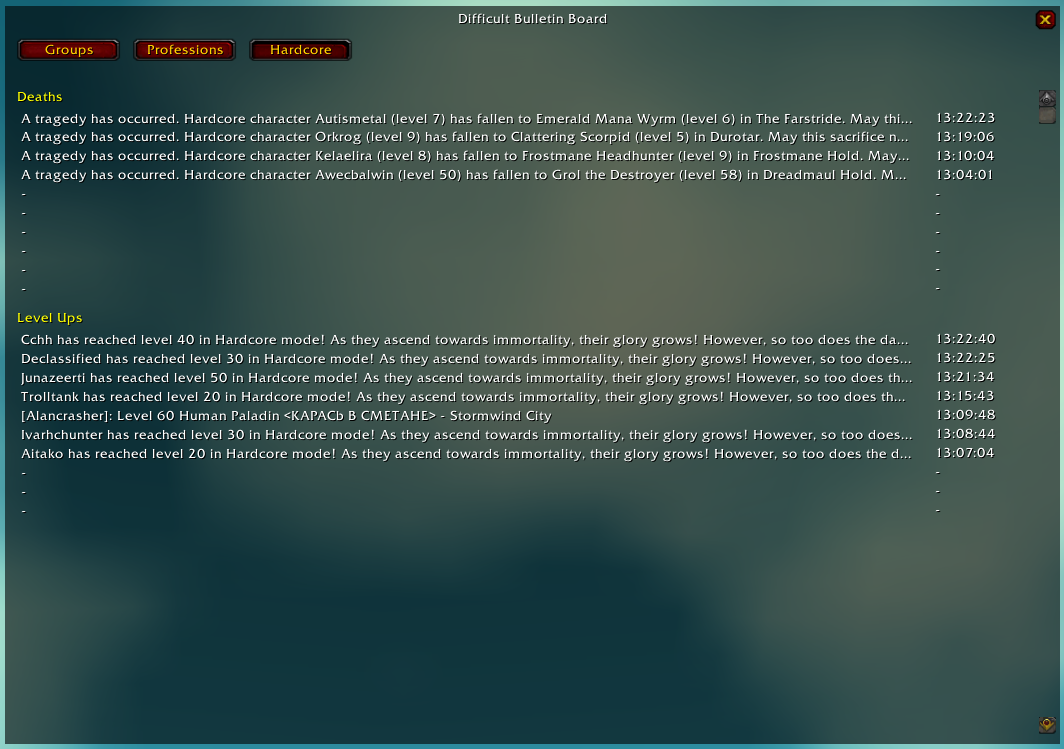 Difficult Bulletin Board
Groups Professions Hardcore
Deaths
A tragedy has occurred. Hardcore character Autismetal (level 7) has fallen to Emerald Mana Wyrm (level 6) in The Farstride. May thi... 13:22:23
A tragedy has occurred. Hardcore character Orkrog (level 9) has fallen to Clattering Scorpid (level 5) in Durotar. May this sacrifice n... 13:19:06
A tragedy has occurred. Hardcore character Kelaelira (level 8) has fallen to Frostmane Headhunter (level 9) in Frostmane Hold. May... 13:10:04
A tragedy has occurred. Hardcore character Awecbalwin (level 50) has fallen to Grol the Destroyer (level 58) in Dreadmaul Hold. M... 13:04:01
- -
- -
- -
- -
- -
- -
Level Ups
Cchh has reached level 40 in Hardcore mode! As they ascend towards immortality, their glory grows! However, so too does the da... 13:22:40
Declassified has reached level 30 in Hardcore mode! As they ascend towards immortality, their glory grows! However, so too does... 13:22:25
Junazeerti has reached level 50 in Hardcore mode! As they ascend towards immortality, their glory grows! However, so too does th... 13:21:34
Trolltank has reached level 20 in Hardcore mode! As they ascend towards immortality, their glory grows! However, so too does th... 13:15:43
[Alancrasher]: Level 60 Human Paladin <КАРАСЬ В СМЕТАНЕ> - Stormwind City 13:09:48
Ivarhchunter has reached level 30 in Hardcore mode! As they ascend towards immortality, their glory grows! However, so too does... 13:08:44
Aitako has reached level 20 in Hardcore mode! As they ascend towards immortality, their glory grows! However, so too does the d... 13:07:04
- -
- -
- -